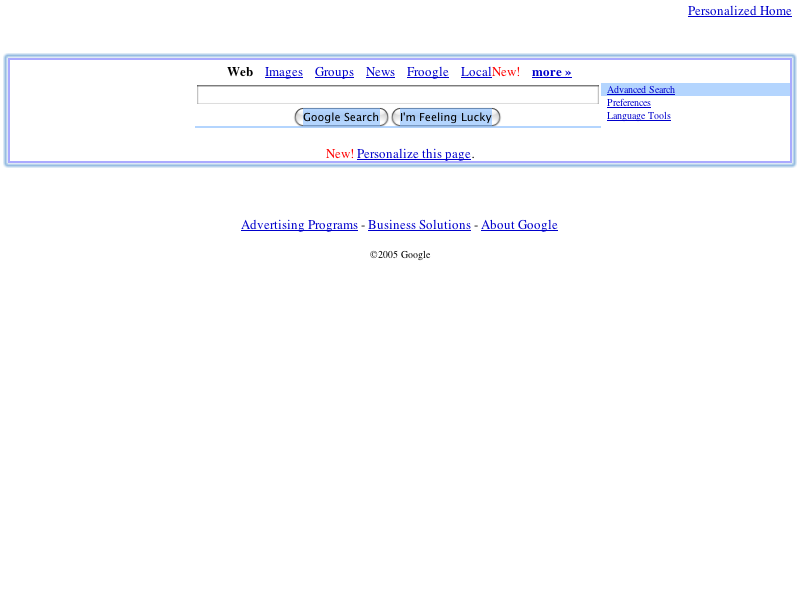 Personalized Home
Web Images Groups News Froogle LocalNew! more »
Advanced Search
Preferences
Language Tools
Google Search I'm Feeling Lucky
New! Personalize this page.
Advertising Programs - Business Solutions - About Google
©2005 Google